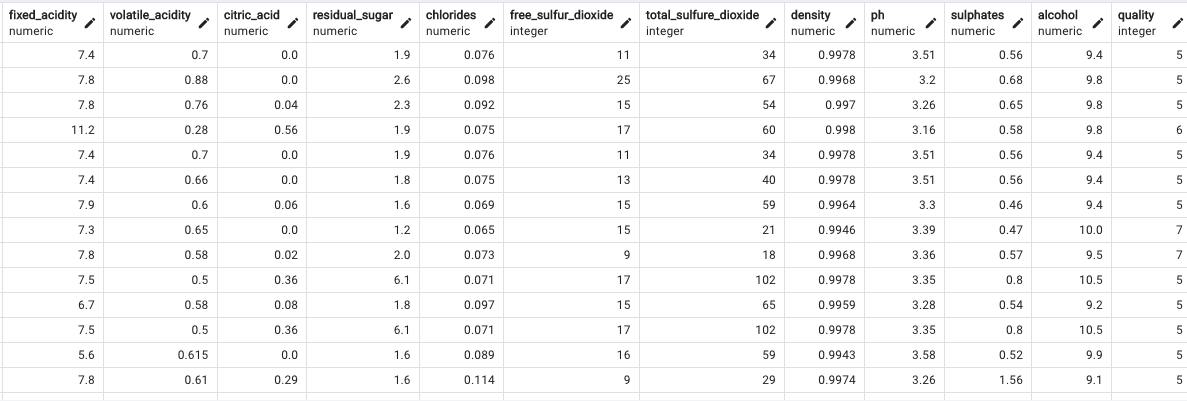 fixed_acidity volatile_acidity citric_acid residual_sugar chlorides free_sulfur_dioxide total_sulfure_dioxide density ph sulphates alcohol quality
numeric numeric numeric numeric numeric integer integer numeric numeric numeric numeric integer
7.4 0.7 0.0 1.9 0.076 11 34 0.9978 3.51 0.56 9.4 5
7.8 0.88 0.0 2.6 0.098 25 67 0.9968 3.2 0.68 9.8 5
7.8 0.76 0.04 2.3 0.092 15 54 0.997 3.26 0.65 9.8 5
11.2 0.28 0.56 1.9 0.075 17 60 0.998 3.16 0.58 9.8 6
7.4 0.7 0.0 1.9 0.076 11 34 0.9978 3.51 0.56 9.4 5
7.4 0.66 0.0 1.8 0.075 13 40 0.9978 3.51 0.56 9.4 5
7.9 0.6 0.06 1.6 0.069 15 59 0.9964 3.3 0.46 9.4 5
7.3 0.65 0.0 1.2 0.065 15 21 0.9946 3.39 0.47 10.0 7
7.8 0.58 0.02 2.0 0.073 9 18 0.9968 3.36 0.57 9.5 7
7.5 0.5 0.36 6.1 0.071 17 102 0.9978 3.35 0.8 10.5 5
6.7 0.58 0.08 1.8 0.097 15 65 0.9959 3.28 0.54 9.2 5
7.5 0.5 0.36 6.1 0.071 17 102 0.9978 3.35 0.8 10.5 5
5.6 0.615 0.0 1.6 0.089 16 59 0.9943 3.58 0.52 9.9 5
7.8 0.61 0.29 1.6 0.114 9 29 0.9974 3.26 1.56 9.1 5